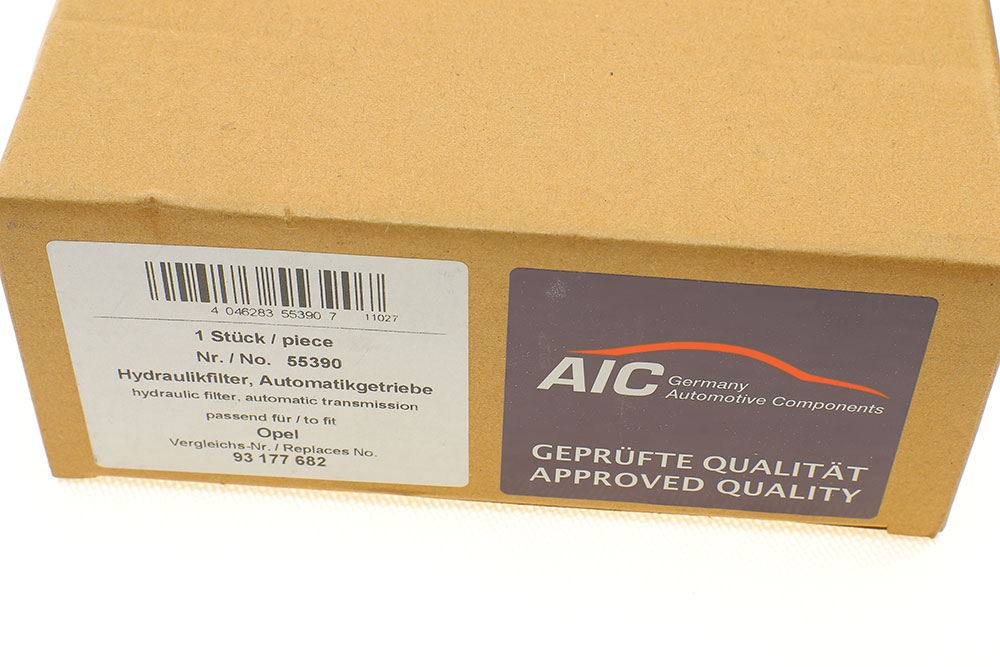 4 046283 55390 7 11027
1 Stück / piece
Nr. / No. 55390
Hydraulikfilter, Automatikgetriebe
hydraulic filter, automatic transmission
passend für / to fit
Opel
Vergleichs-Nr. / Replaces No.
93 177 682
AIC Germany
Automotive Components
GEPRÜFTE QUALITÄT
APPROVED QUALITY